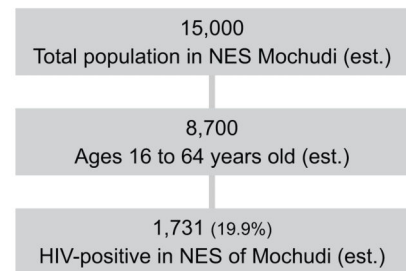 15,000
Total population in NES Mochudi (est.)
8,700
Ages 16 to 64 years old (est.)
1,731 (19.9%)
HIV-positive in NES of Mochudi (est.)